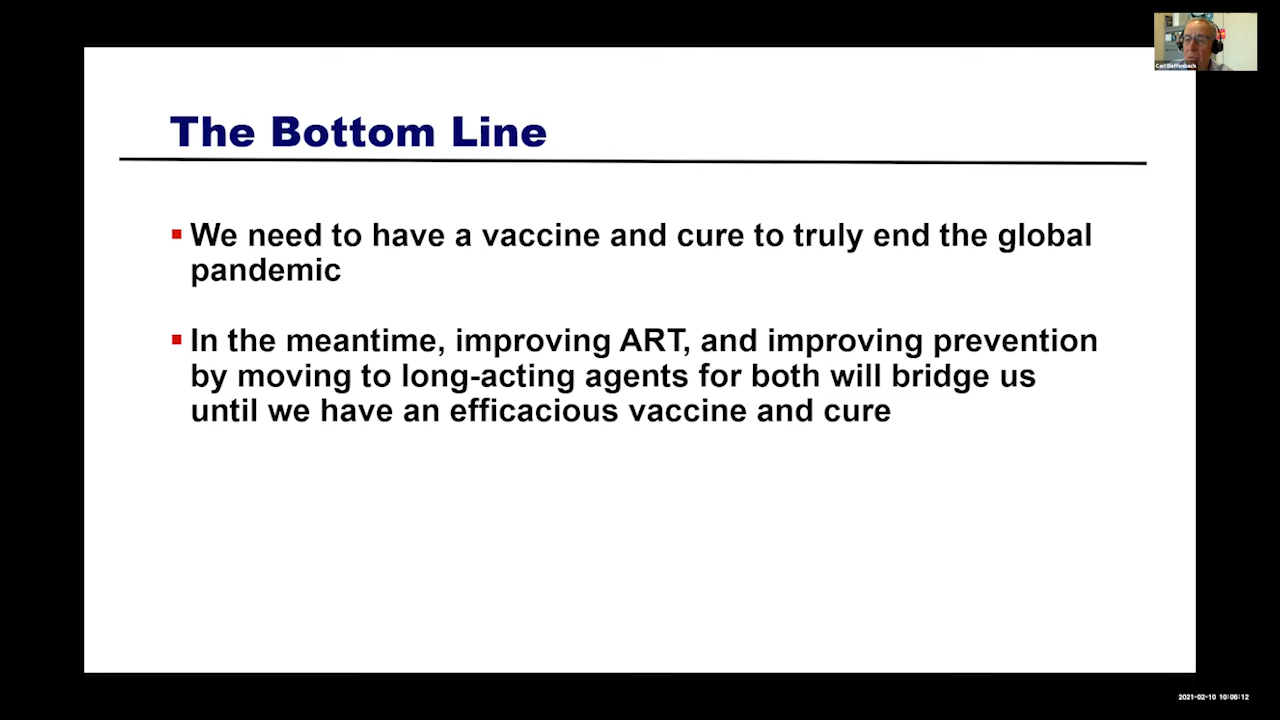 Carl Dieffenbach
The Bottom Line
We need to have a vaccine and cure to truly end the global
pandemic
In the meantime, improving ART, and improving prevention
by moving to long-acting agents for both will bridge us
until we have an efficacious vaccine and cure
2021-02-10 10:06:12